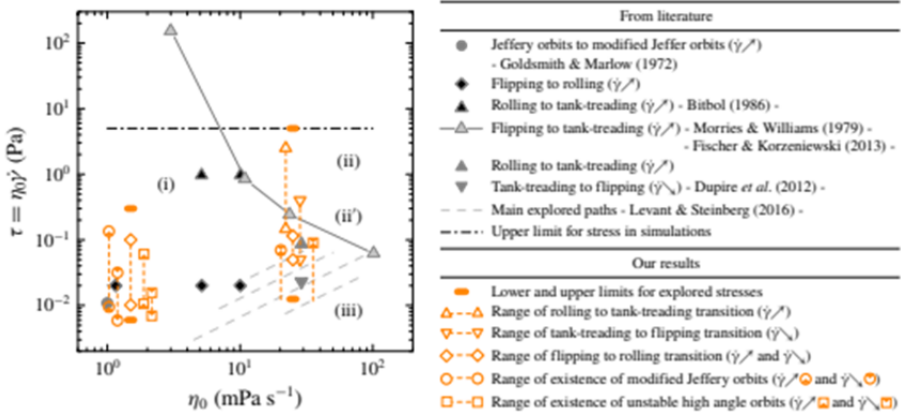 10²
10¹
10⁰
10⁻¹
10⁻²
τ = η₀γ̇ (Pa)
(i)
(ii)
(ii')
(iii)
10⁰ 10¹ 10²
η₀ (mPa s⁻¹)
From literature
Jeffery orbits to modified Jeffer orbits (γ̇↗)
- Goldsmith & Marlow (1972)
Flipping to rolling (γ̇↗)
Rolling to tank-treading (γ̇↗) - Bitbol (1986) -
Flipping to tank-treading (γ̇↗) - Morries & Williams (1979) -
- Fischer & Korzeniewski (2013) -
Rolling to tank-treading (γ̇↗)
Tank-treading to flipping (γ̇↘) - Dupire et al. (2012) -
Main explored paths - Levant & Steinberg (2016) -
Upper limit for stress in simulations
Our results
Lower and upper limits for explored stresses
Range of rolling to tank-treading transition (γ̇↗)
Range of tank-treading to flipping transition (γ̇↘)
Range of flipping to rolling transition (γ̇↗ and γ̇↘)
Range of existence of modified Jeffery orbits (γ̇↗ and γ̇↘)
Range of existence of unstable high angle orbits (γ̇↗ and γ̇↘)